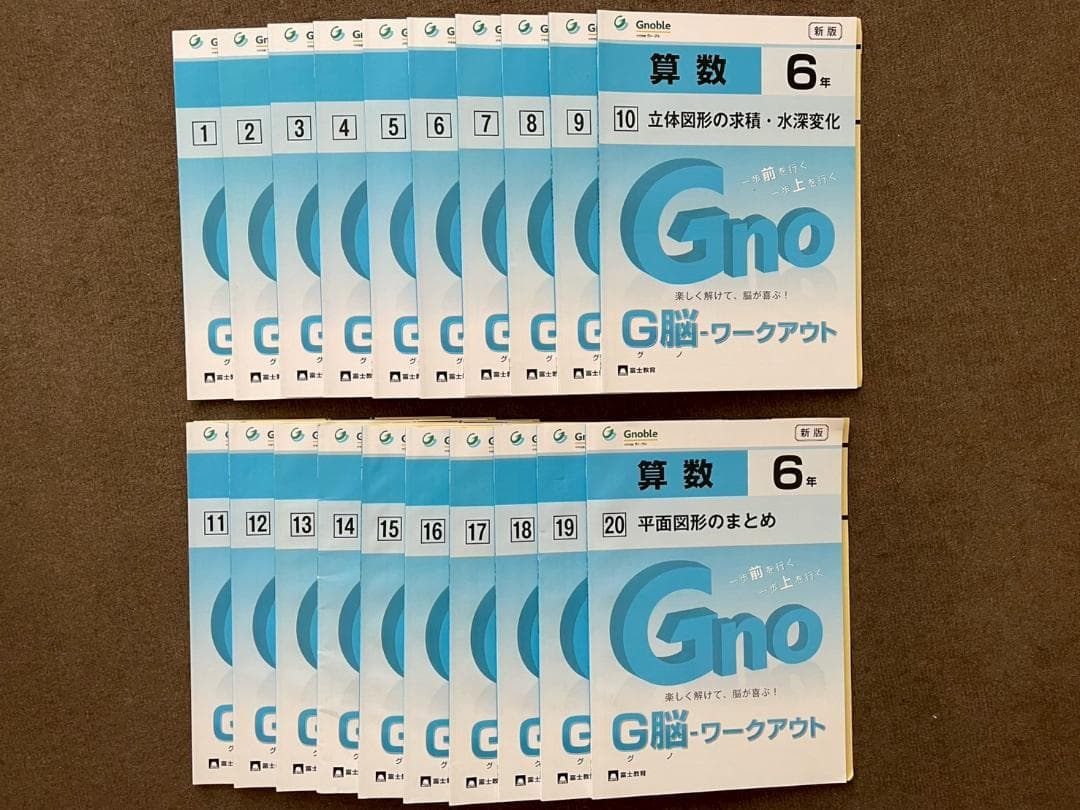 1
2
3
4
5
6
7
8
9
Gnoble
新版
算数 6年
10 立体図形の求積・水深変化
一歩前を行く
一歩上を行く
Gno
楽しく解けて、脳が喜ぶ！
G脳-ワークアウト
グ ノ
富士教育
11
12
13
14
15
16
17
18
19
Gnoble
新版
算数 6年
20 平面図形のまとめ
一歩前を行く
一歩上を行く
Gno
楽しく解けて、脳が喜ぶ！
G脳-ワークアウト
グ ノ
富士教育